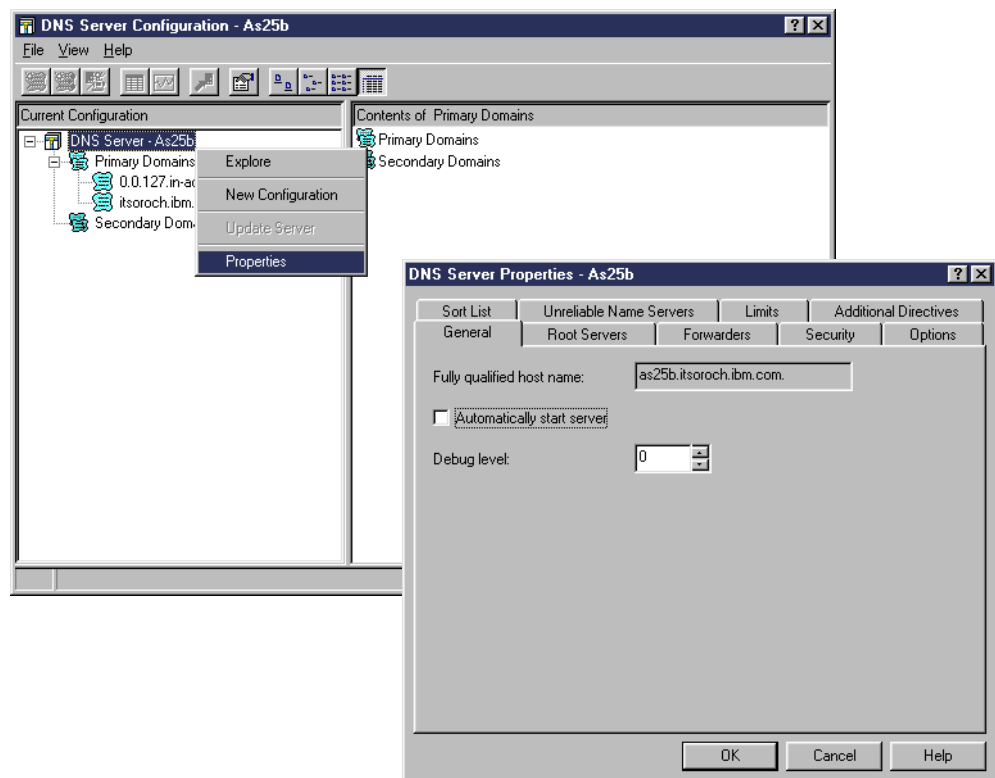 DNS Server Configuration - As25b
File View Help
Current Configuration
Contents of Primary Domains
DNS Server - As25b
Primary Domains
0.0.127.in-ad
itsoroch.ibm.
Secondary Dom
Primary Domains
Secondary Domains
Explore
New Configuration
Update Server
Properties
DNS Server Properties - As25b
Sort List Unreliable Name Servers Limits Additional Directives
General Root Servers Forwarders Security Options
Fully qualified host name: as25b.itsoroch.ibm.com.
Automatically start server
Debug level: 0
OK Cancel Help